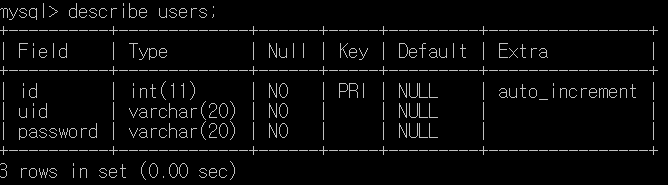 mysql> describe users;
+----------+-------------+------+-----+---------+----------------+
| Field    | Type        | Null | Key | Default | Extra          |
+----------+-------------+------+-----+---------+----------------+
| id       | int(11)     | NO   | PRI | NULL    | auto_increment |
| uid      | varchar(20) | NO   |     | NULL    |                |
| password | varchar(20) | NO   |     | NULL    |                |
+----------+-------------+------+-----+---------+----------------+
3 rows in set (0.00 sec)